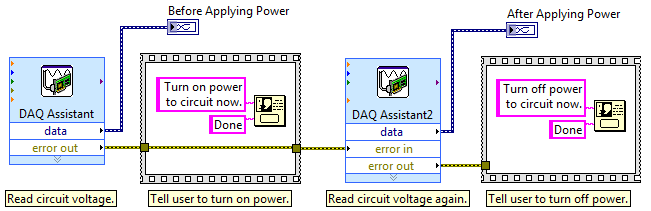 Before Applying Power
After Applying Power
DAQ Assistant
data
error out
Turn on power
to circuit now.
Done
DAQ Assistant2
data
error in
error out
Turn off power
to circuit now.
Done
Read circuit voltage.
Tell user to turn on power.
Read circuit voltage again.
Tell user to turn off power.